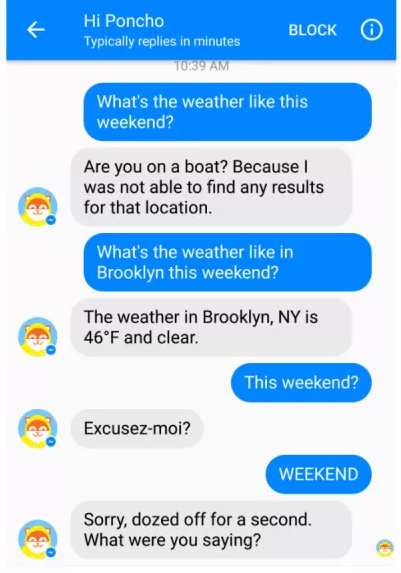 Hi Poncho
Typically replies in minutes
BLOCK
10:39 AM
What's the weather like this
weekend?
Are you on a boat? Because I
was not able to find any results
for that location.
What's the weather like in
Brooklyn this weekend?
The weather in Brooklyn, NY is
46°F and clear.
This weekend?
Excusez-moi?
WEEKEND
Sorry, dozed off for a second.
What were you saying?